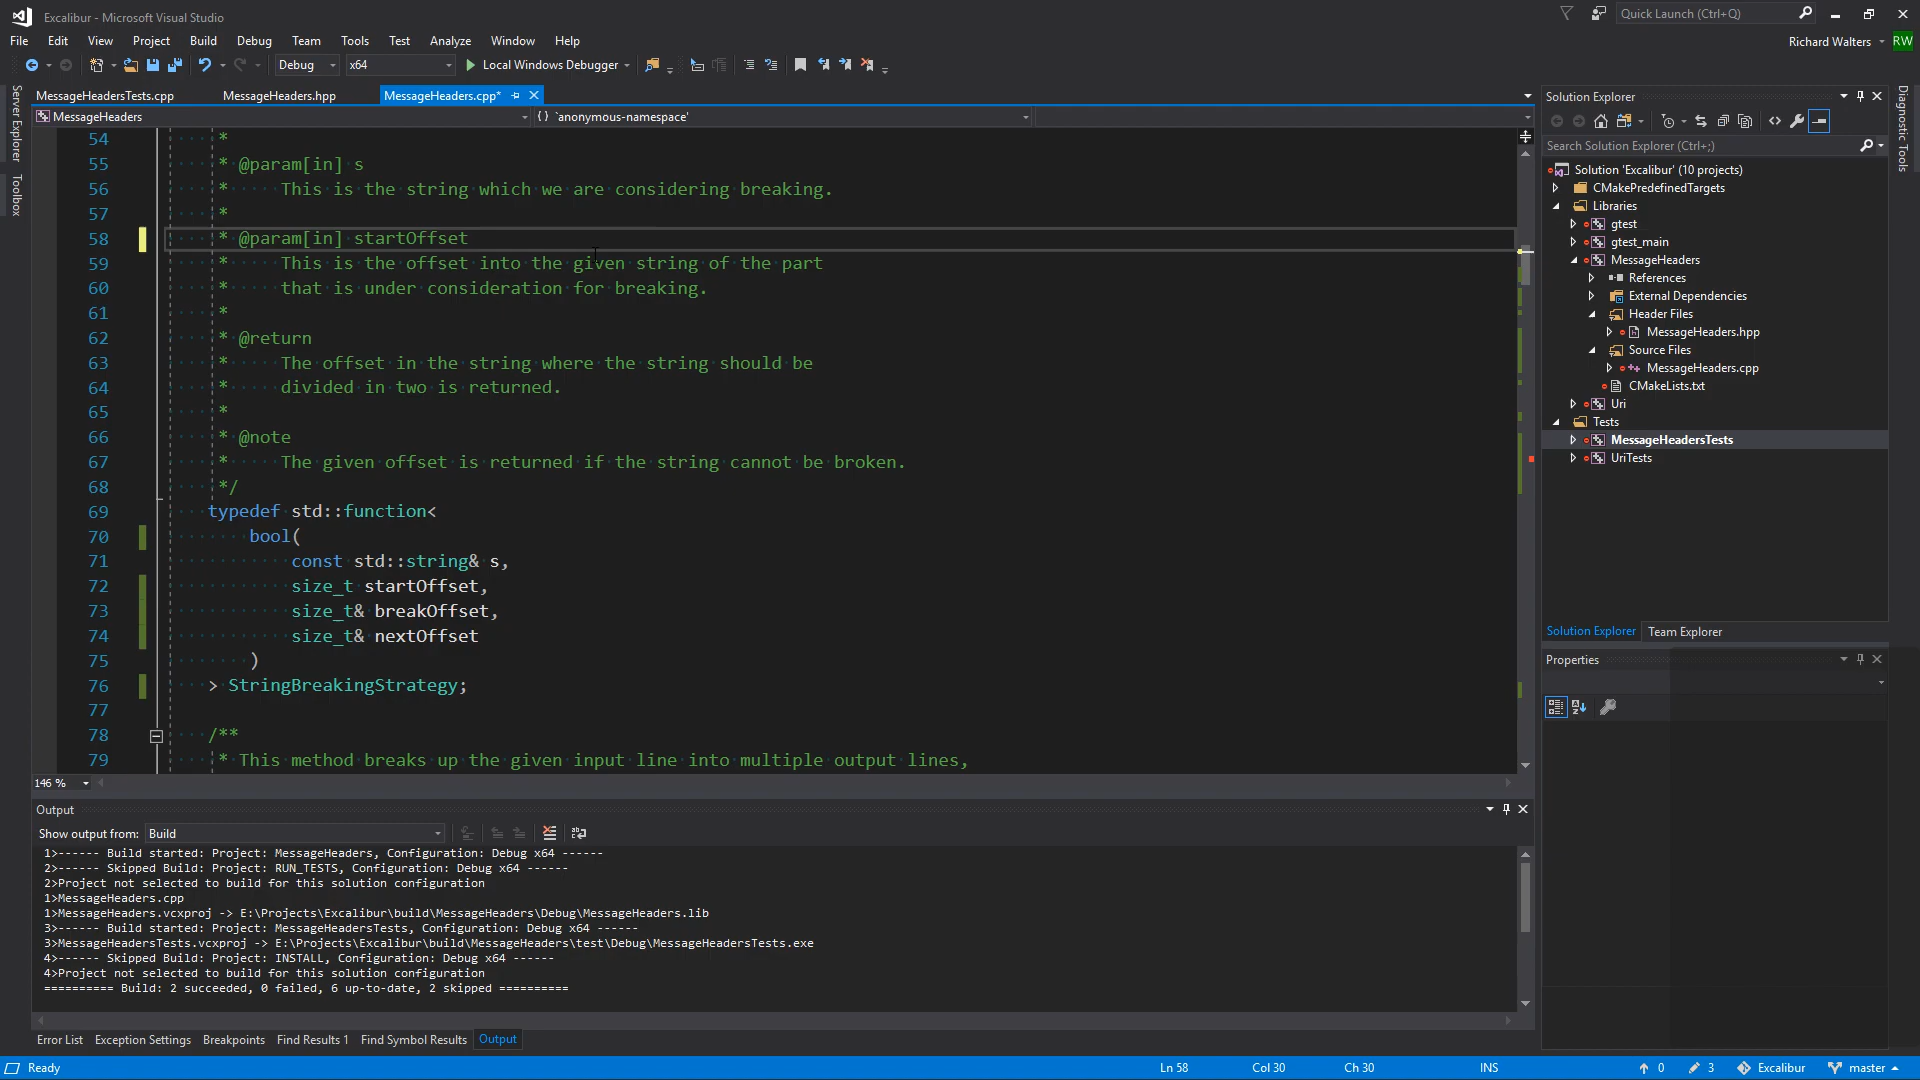 Excalibur - Microsoft Visual Studio
Quick Launch (Ctrl+Q)
File Edit View Project Build Debug Team Tools Test Analyze Window Help
Richard Walters RW
Debug x64 Local Windows Debugger
Server Explorer
Toolbox
MessageHeadersTests.cpp MessageHeaders.hpp MessageHeaders.cpp*
MessageHeaders {} `anonymous-namespace'
54 *
55 * @param[in] s
56 * This is the string which we are considering breaking.
57 *
58 * @param[in] startOffset
59 * This is the offset into the given string of the part
60 * that is under consideration for breaking.
61 *
62 * @return
63 * The offset in the string where the string should be
64 * divided in two is returned.
65 *
66 * @note
67 * The given offset is returned if the string cannot be broken.
68 */
69 typedef std::function<
70 bool(
71 const std::string& s,
72 size_t startOffset,
73 size_t& breakOffset,
74 size_t& nextOffset
75 )
76 > StringBreakingStrategy;
77
78 /**
79 * This method breaks up the given input line into multiple output lines,
146 %
Output
Show output from: Build
1>------ Build started: Project: MessageHeaders, Configuration: Debug x64 ------
2>------ Skipped Build: Project: RUN_TESTS, Configuration: Debug x64 ------
2>Project not selected to build for this solution configuration
1>MessageHeaders.cpp
1>MessageHeaders.vcxproj -> E:\Projects\Excalibur\build\MessageHeaders\Debug\MessageHeaders.lib
3>------ Build started: Project: MessageHeadersTests, Configuration: Debug x64 ------
3>MessageHeadersTests.vcxproj -> E:\Projects\Excalibur\build\MessageHeaders\test\Debug\MessageHeadersTests.exe
4>------ Skipped Build: Project: INSTALL, Configuration: Debug x64 ------
4>Project not selected to build for this solution configuration
========== Build: 2 succeeded, 0 failed, 6 up-to-date, 2 skipped ==========
Error List Exception Settings Breakpoints Find Results 1 Find Symbol Results Output
Solution Explorer
Search Solution Explorer (Ctrl+;)
Solution 'Excalibur' (10 projects)
CMakePredefinedTargets
Libraries
gtest
gtest_main
MessageHeaders
References
External Dependencies
Header Files
MessageHeaders.hpp
Source Files
MessageHeaders.cpp
CMakeLists.txt
Uri
Tests
MessageHeadersTests
UriTests
Solution Explorer Team Explorer
Properties
Diagnostic Tools
Ready Ln 58 Col 30 Ch 30 INS 0 3 Excalibur master